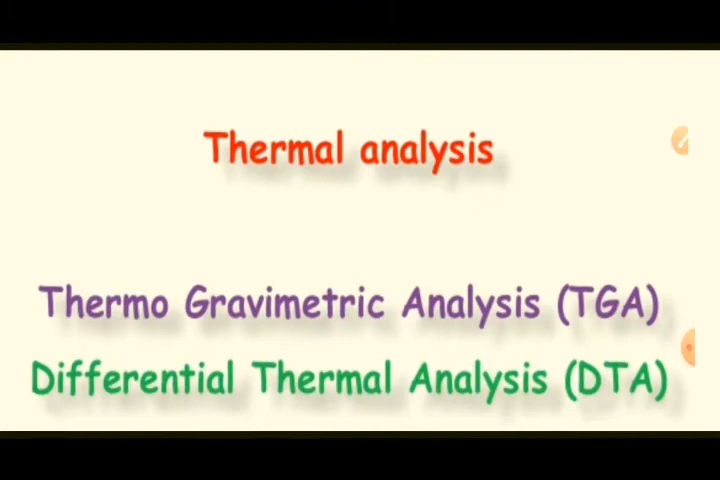 Thermal analysis
Thermo Gravimetric Analysis (TGA)
Differential Thermal Analysis (DTA)